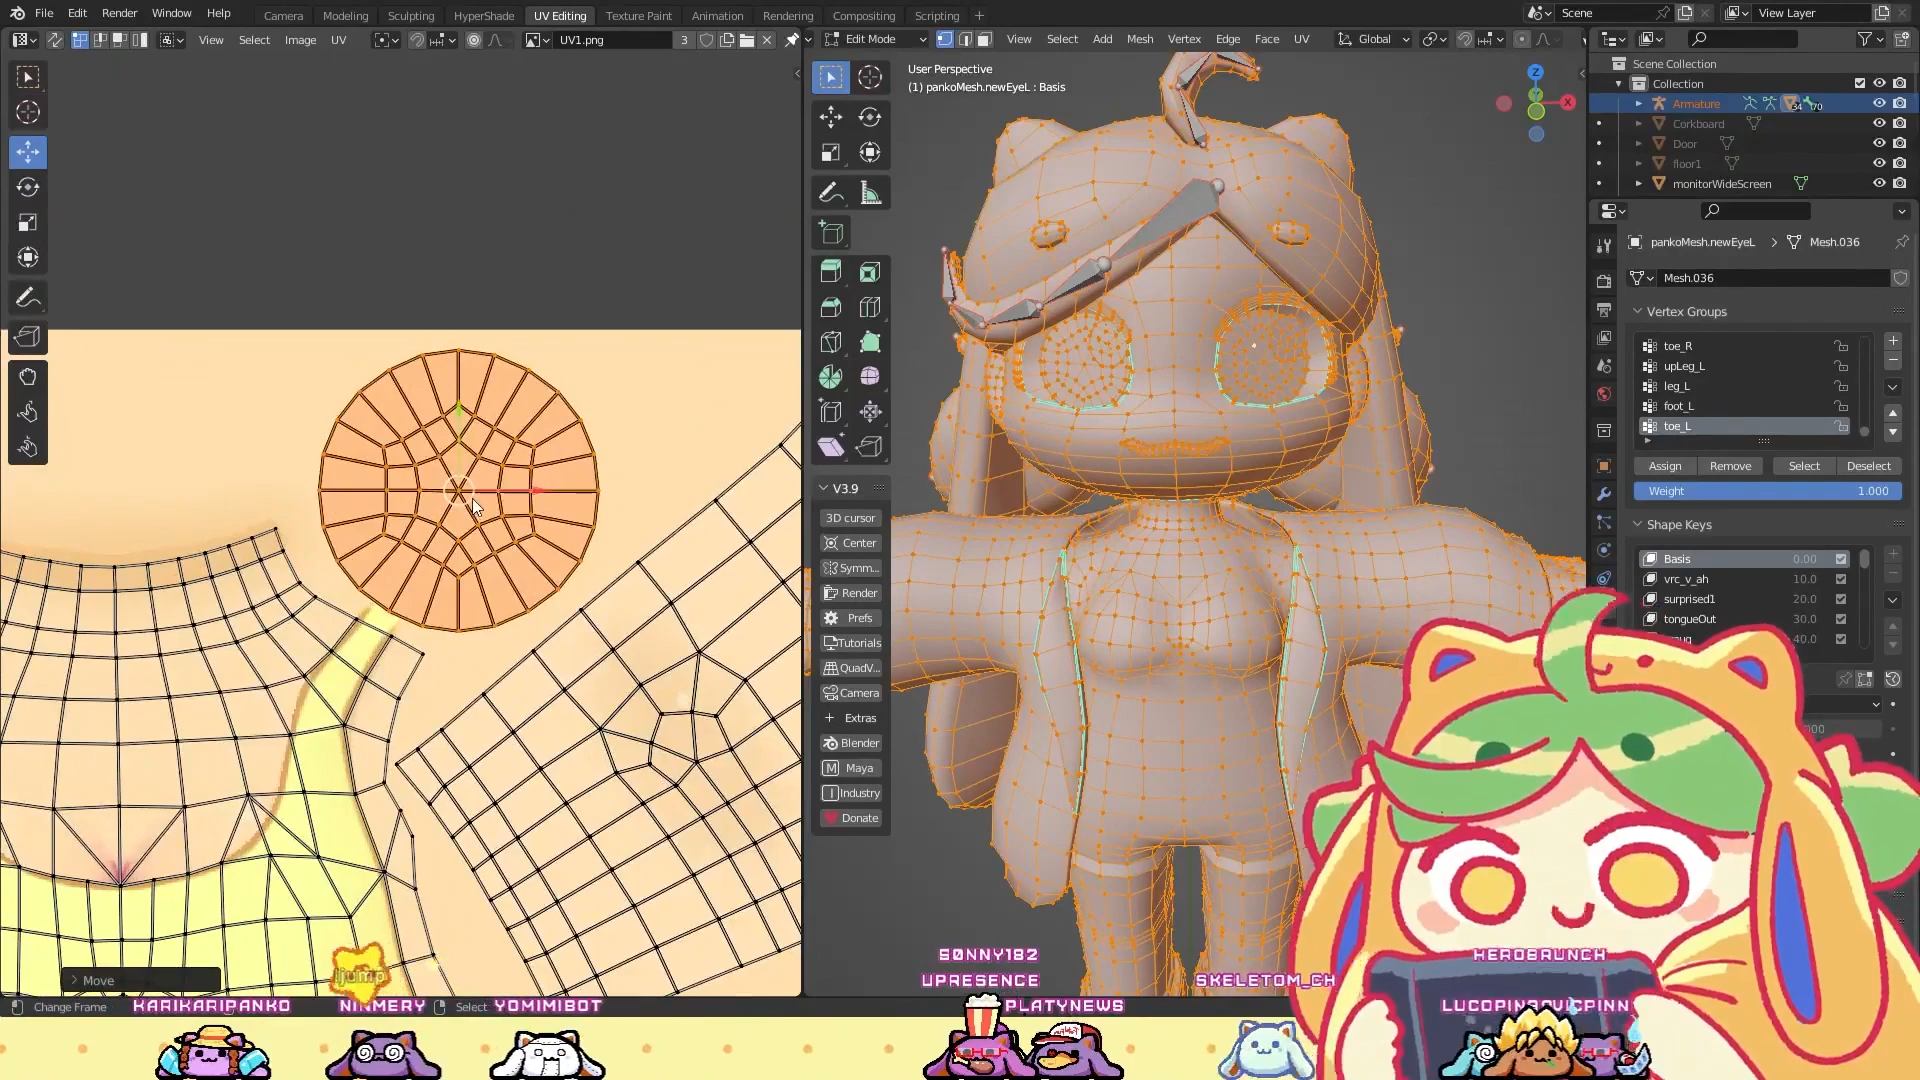 File Edit Render Window Help
Camera Modeling Sculpting HyperShade UV Editing Texture Paint Animation Rendering Compositing Scripting
Scene View Layer
View Select Image UV UV1.png 3
Edit Mode View Select Add Mesh Vertex Edge Face UV Global
User Perspective
(1) pankoMesh.newEyeL : Basis
Z X
Scene Collection
Collection
Armature 34 70
Corkboard
Door
floor1
monitorWideScreen
pankoMesh.newEyeL Mesh.036
Mesh.036
Vertex Groups
toe_R
upLeg_L
leg_L
foot_L
toe_L
Assign Remove Select Deselect
Weight 1.000
Shape Keys
Basis 0.00
vrc_v_ah 10.0
surprised1 20.0
tongueOut 30.0
40.0
V3.9
3D cursor
Center
Symm...
Render
Prefs
Tutorials
QuadV...
Camera
Extras
Blender
Maya
Industry
Donate
Move
!jump
Change Frame Select
KARIKARIPANKO NINMERY YOMIMIBOT
SONNY182
UPRESENCE
PLATYNEWS
SKELETOM_CH
HEROBRUNCH